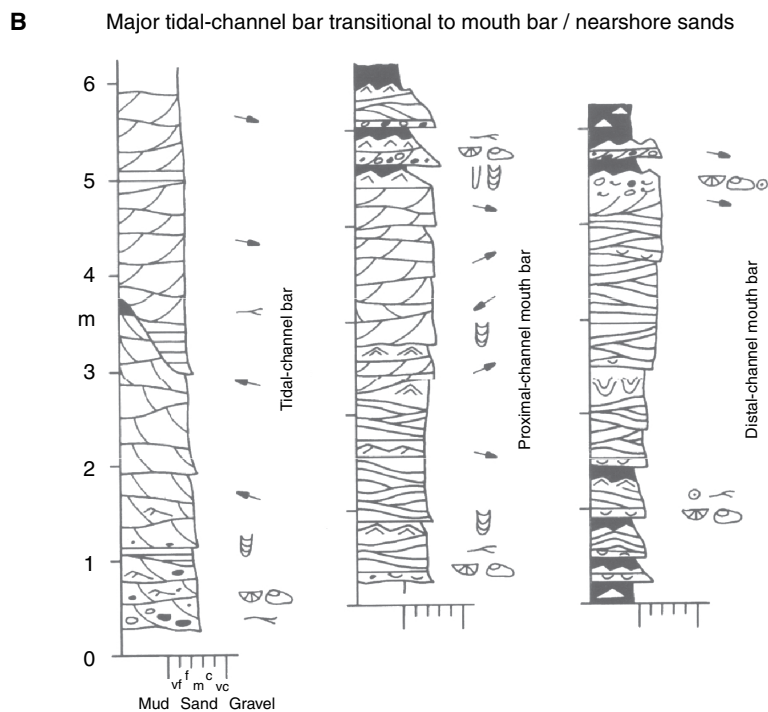 B
Major tidal-channel bar transitional to mouth bar / nearshore sands
6
5
4
m
3
2
1
0
Tidal-channel bar
Proximal-channel mouth bar
Distal-channel mouth bar
vf f m c vc
Mud Sand Gravel